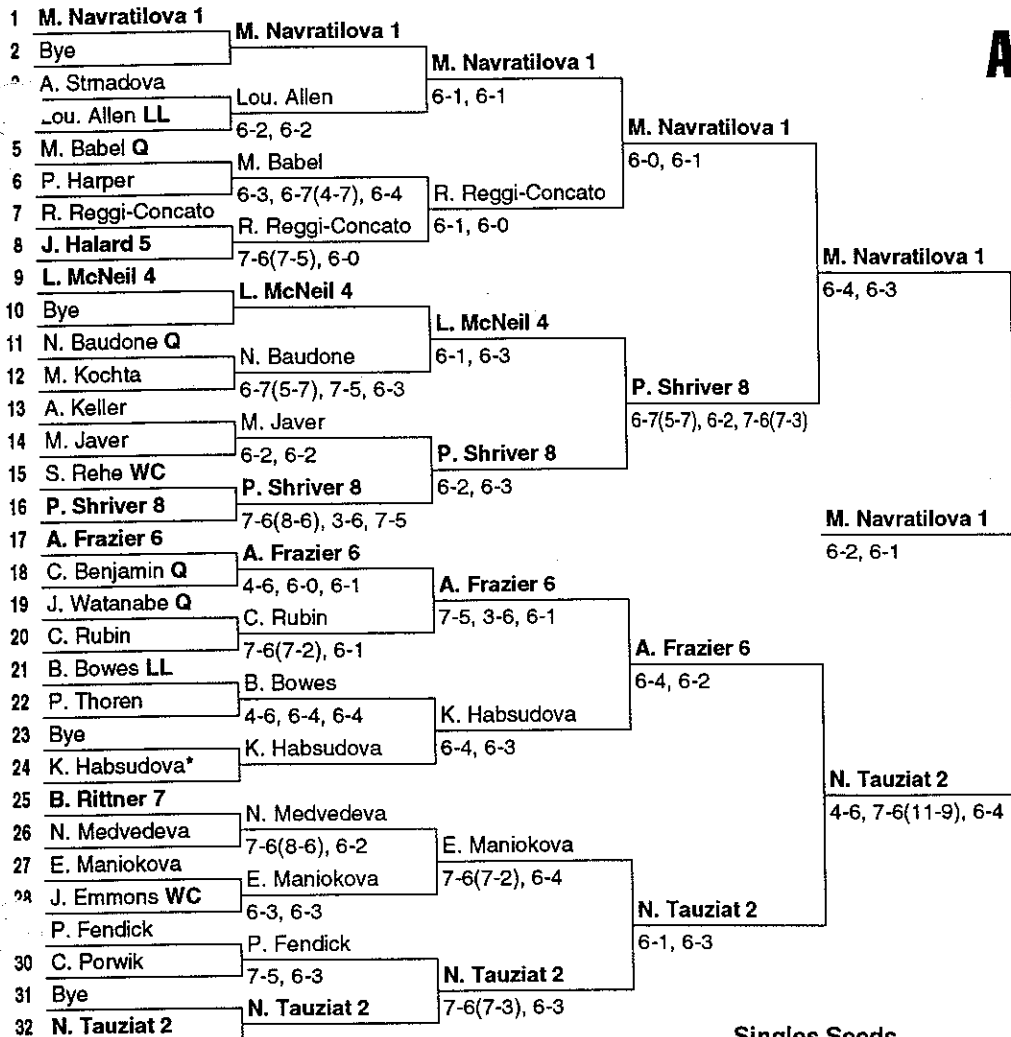 1 M. Navratilova 1
2 Bye
A. Strnadova
Lou. Allen LL
5 M. Babel Q
6 P. Harper
7 R. Reggi-Concato
8 J. Halard 5
9 L. McNeil 4
10 Bye
11 N. Baudone Q
12 M. Kochta
13 A. Keller
14 M. Javer
15 S. Rehe WC
16 P. Shriver 8
17 A. Frazier 6
18 C. Benjamin Q
19 J. Watanabe Q
20 C. Rubin
21 B. Bowes LL
22 P. Thoren
23 Bye
24 K. Habsudova*
25 B. Rittner 7
26 N. Medvedeva
27 E. Maniokova
28 J. Emmons WC
P. Fendick
30 C. Porwik
31 Bye
32 N. Tauziat 2
M. Navratilova 1
Lou. Allen
6-2, 6-2
M. Babel
6-3, 6-7(4-7), 6-4
R. Reggi-Concato
7-6(7-5), 6-0
L. McNeil 4
N. Baudone
6-7(5-7), 7-5, 6-3
M. Javer
6-2, 6-2
P. Shriver 8
7-6(8-6), 3-6, 7-5
A. Frazier 6
4-6, 6-0, 6-1
C. Rubin
7-6(7-2), 6-1
B. Bowes
4-6, 6-4, 6-4
K. Habsudova
N. Medvedeva
7-6(8-6), 6-2
E. Maniokova
6-3, 6-3
P. Fendick
7-5, 6-3
N. Tauziat 2
M. Navratilova 1
6-1, 6-1
R. Reggi-Concato
6-1, 6-0
L. McNeil 4
6-1, 6-3
P. Shriver 8
6-2, 6-3
A. Frazier 6
7-5, 3-6, 6-1
K. Habsudova
6-4, 6-3
E. Maniokova
7-6(7-2), 6-4
N. Tauziat 2
7-6(7-3), 6-3
M. Navratilova 1
6-0, 6-1
P. Shriver 8
6-7(5-7), 6-2, 7-6(7-3)
A. Frazier 6
6-4, 6-2
N. Tauziat 2
6-1, 6-3
M. Navratilova 1
6-4, 6-3
N. Tauziat 2
4-6, 7-6(11-9), 6-4
M. Navratilova 1
6-2, 6-1
A
Singles Seeds